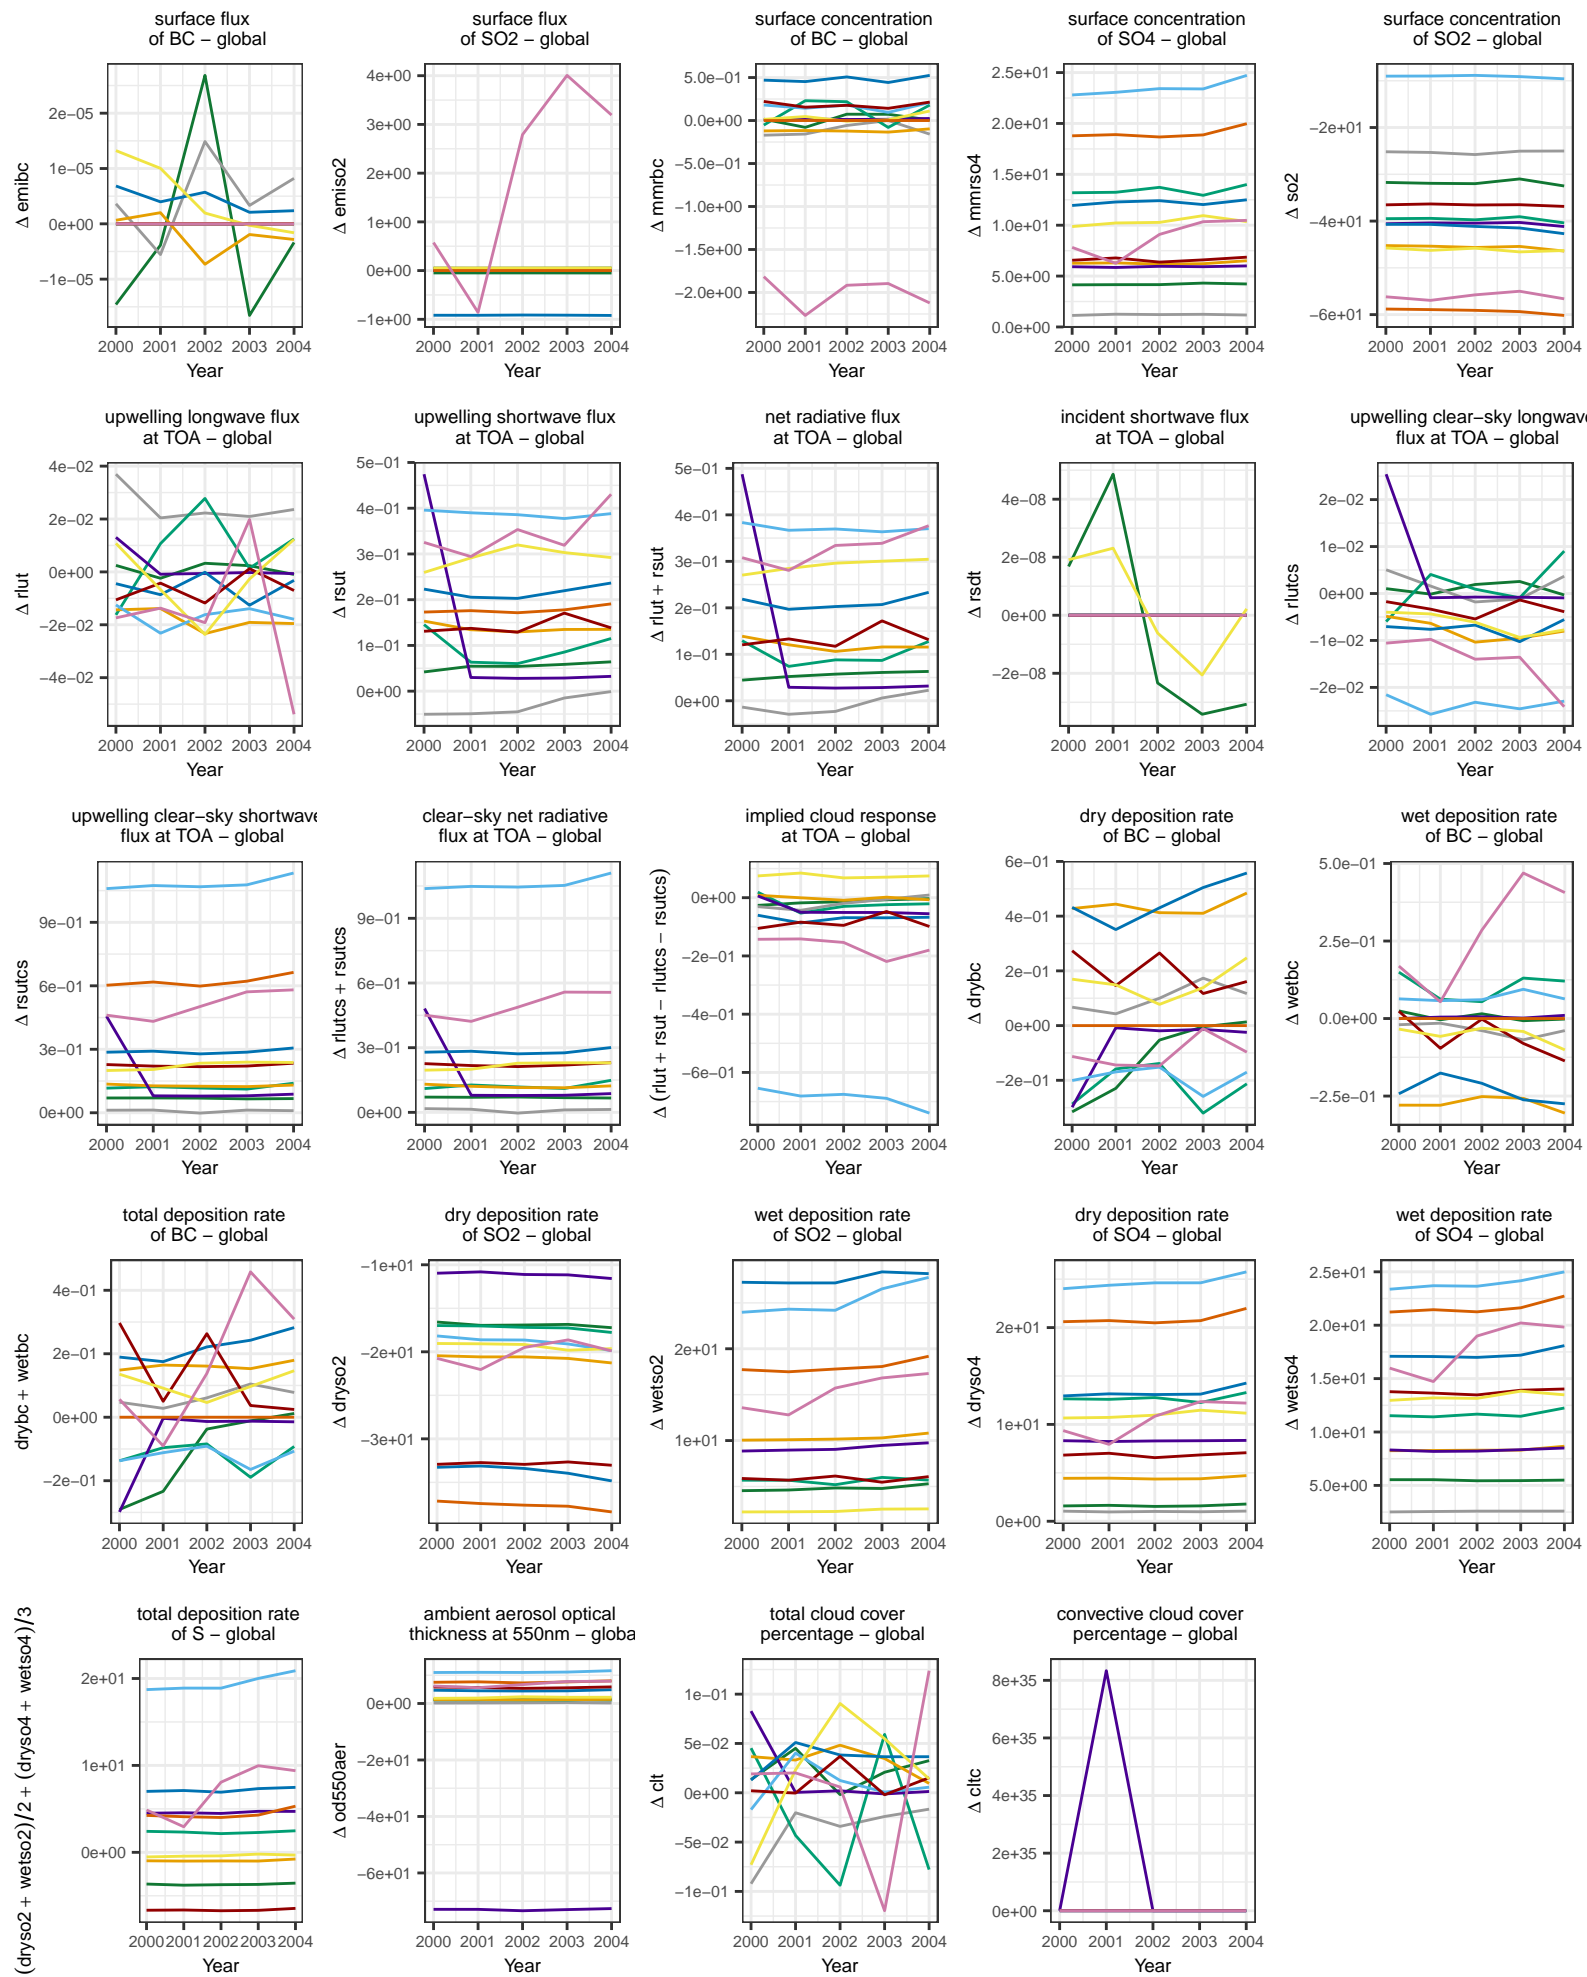 surface flux
of BC − global
surface flux
of SO2 − global
surface concentration
of BC − global
surface concentration
of SO4 − global
surface concentration
of SO2 − global
Δ emibc
2e−05
1e−05
0e+00
−1e−05
2000 2001 2002 2003 2004
Year
Δ emiso2
4e+00
3e+00
2e+00
1e+00
0e+00
−1e+00
2000 2001 2002 2003 2004
Year
Δ mmrbc
5.0e−01
0.0e+00
−5.0e−01
−1.0e+00
−1.5e+00
−2.0e+00
2000 2001 2002 2003 2004
Year
Δ mmrso4
2.5e+01
2.0e+01
1.5e+01
1.0e+01
5.0e+00
0.0e+00
2000 2001 2002 2003 2004
Year
Δ so2
−2e+01
−4e+01
−6e+01
2000 2001 2002 2003 2004
Year
upwelling longwave flux
at TOA − global
upwelling shortwave flux
at TOA − global
net radiative flux
at TOA − global
incident shortwave flux
at TOA − global
upwelling clear−sky longwave
flux at TOA − global
Δ rlut
4e−02
2e−02
0e+00
−2e−02
−4e−02
2000 2001 2002 2003 2004
Year
Δ rsut
5e−01
4e−01
3e−01
2e−01
1e−01
0e+00
2000 2001 2002 2003 2004
Year
Δ rlut + rsut
5e−01
4e−01
3e−01
2e−01
1e−01
0e+00
2000 2001 2002 2003 2004
Year
Δ rsdt
4e−08
2e−08
0e+00
−2e−08
2000 2001 2002 2003 2004
Year
Δ rlutcs
2e−02
1e−02
0e+00
−1e−02
−2e−02
2000 2001 2002 2003 2004
Year
upwelling clear−sky shortwave
flux at TOA − global
clear−sky net radiative
flux at TOA − global
implied cloud response
at TOA − global
dry deposition rate
of BC − global
wet deposition rate
of BC − global
Δ rsutcs
9e−01
6e−01
3e−01
0e+00
2000 2001 2002 2003 2004
Year
Δ rlutcs + rsutcs
9e−01
6e−01
3e−01
0e+00
2000 2001 2002 2003 2004
Year
Δ (rlut + rsut − rlutcs − rsutcs)
0e+00
−2e−01
−4e−01
−6e−01
2000 2001 2002 2003 2004
Year
Δ drybc
6e−01
4e−01
2e−01
0e+00
−2e−01
2000 2001 2002 2003 2004
Year
Δ wetbc
5.0e−01
2.5e−01
0.0e+00
−2.5e−01
2000 2001 2002 2003 2004
Year
total deposition rate
of BC − global
dry deposition rate
of SO2 − global
wet deposition rate
of SO2 − global
dry deposition rate
of SO4 − global
wet deposition rate
of SO4 − global
drybc + wetbc
4e−01
2e−01
0e+00
−2e−01
2000 2001 2002 2003 2004
Year
Δ dryso2
−1e+01
−2e+01
−3e+01
2000 2001 2002 2003 2004
Year
Δ wetso2
2e+01
1e+01
2000 2001 2002 2003 2004
Year
Δ dryso4
2e+01
1e+01
0e+00
2000 2001 2002 2003 2004
Year
Δ wetso4
2.5e+01
2.0e+01
1.5e+01
1.0e+01
5.0e+00
2000 2001 2002 2003 2004
Year
total deposition rate
of S − global
ambient aerosol optical
thickness at 550nm − globa
total cloud cover
percentage − global
convective cloud cover
percentage − global
(dryso2 + wetso2)/2 + (dryso4 + wetso4)/3
2e+01
1e+01
0e+00
2000 2001 2002 2003 2004
Year
Δ od550aer
0e+00
−2e+01
−4e+01
−6e+01
2000 2001 2002 2003 2004
Year
Δ clt
1e−01
5e−02
0e+00
−5e−02
−1e−01
2000 2001 2002 2003 2004
Year
Δ cltc
8e+35
6e+35
4e+35
2e+35
0e+00
2000 2001 2002 2003 2004
Year